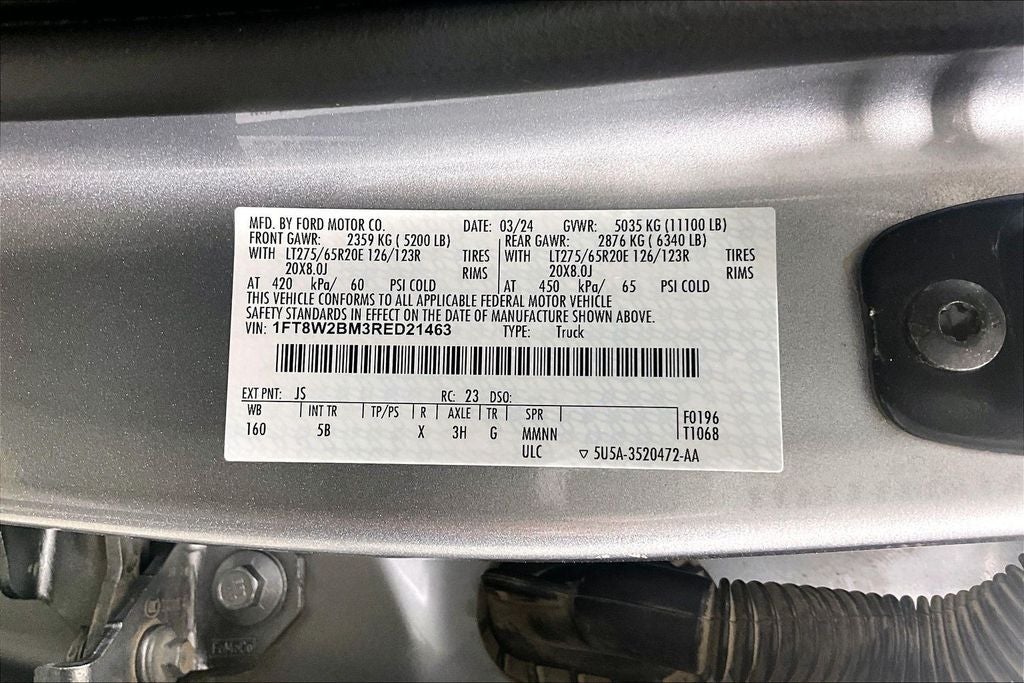 MFD. BY FORD MOTOR CO. DATE: 03/24 GVWR: 5035 KG (11100 LB)
FRONT GAWR: 2359 KG ( 5200 LB) REAR GAWR: 2876 KG ( 6340 LB)
WITH LT275/65R20E 126/123R TIRES WITH LT275/65R20E 126/123R TIRES
20X8.0J RIMS 20X8.0J RIMS
AT 420 kPa/ 60 PSI COLD AT 450 kPa/ 65 PSI COLD
THIS VEHICLE CONFORMS TO ALL APPLICABLE FEDERAL MOTOR VEHICLE
SAFETY STANDARDS IN EFFECT ON THE DATE OF MANUFACTURE SHOWN ABOVE.
VIN: 1FT8W2BM3RED21463 TYPE: Truck
EXT PNT: JS RC: 23 DSO:
WB INT TR TP/PS R AXLE TR SPR F0196
160 5B X 3H G MMNN T1068
ULC ▽ 5U5A-3520472-AA
FoMoCo